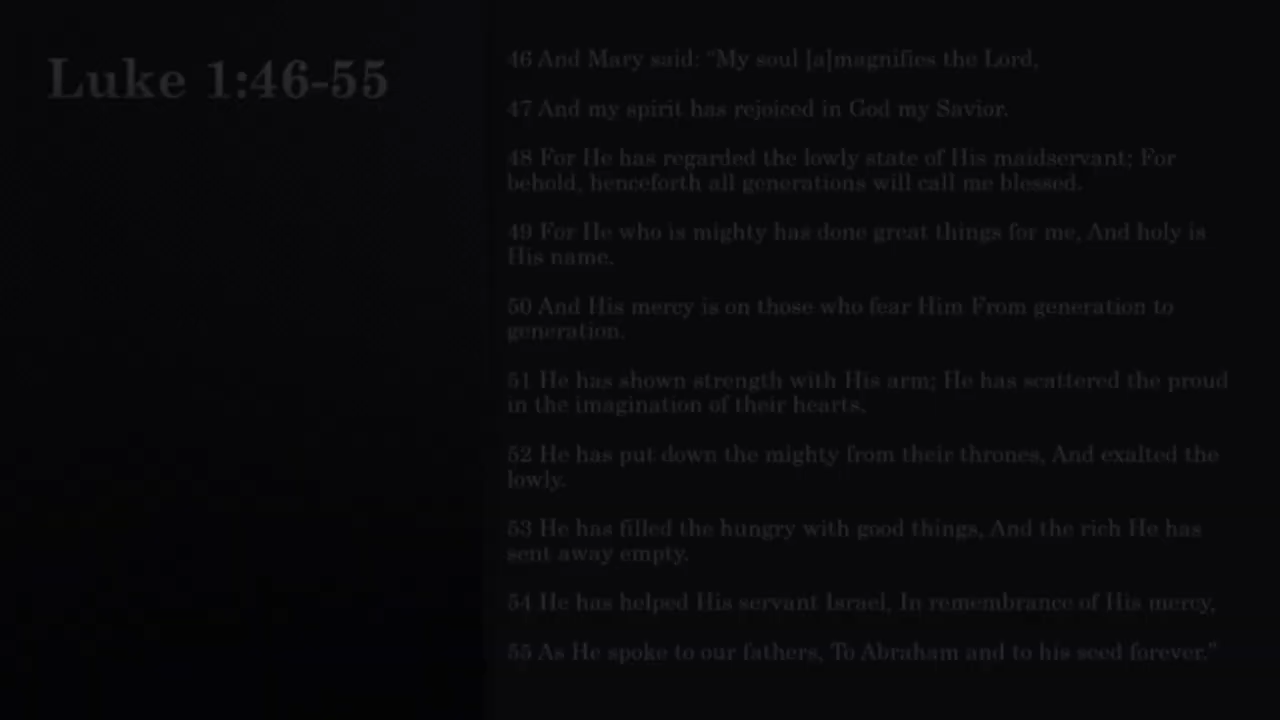 Luke 1:46-55
46 And Mary said: “My soul [a]magnifies the Lord,
47 And my spirit has rejoiced in God my Savior.
48 For He has regarded the lowly state of His maidservant; For
behold, henceforth all generations will call me blessed.
49 For He who is mighty has done great things for me, And holy is
His name.
50 And His mercy is on those who fear Him From generation to
generation.
51 He has shown strength with His arm; He has scattered the proud
in the imagination of their hearts.
52 He has put down the mighty from their thrones, And exalted the
lowly.
53 He has filled the hungry with good things, And the rich He has
sent away empty.
54 He has helped His servant Israel, In remembrance of His mercy,
55 As He spoke to our fathers, To Abraham and to his seed forever.”